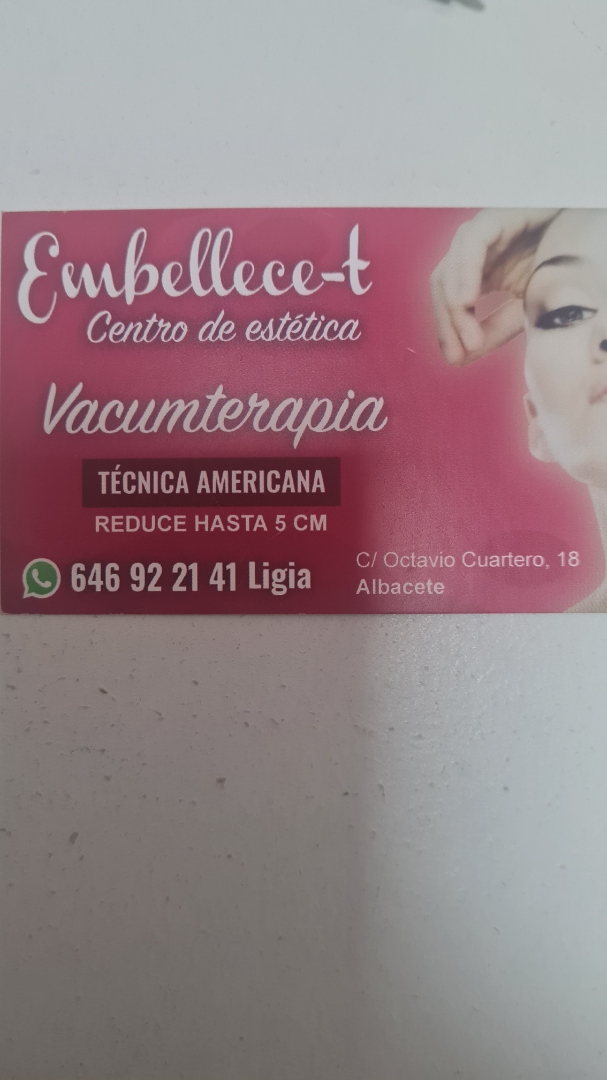 Embellece-t
Centro de estética
Vacumterapia
TÉCNICA AMERICANA
REDUCE HASTA 5 CM
646 92 21 41 Ligia
C/ Octavio Cuartero, 18
Albacete